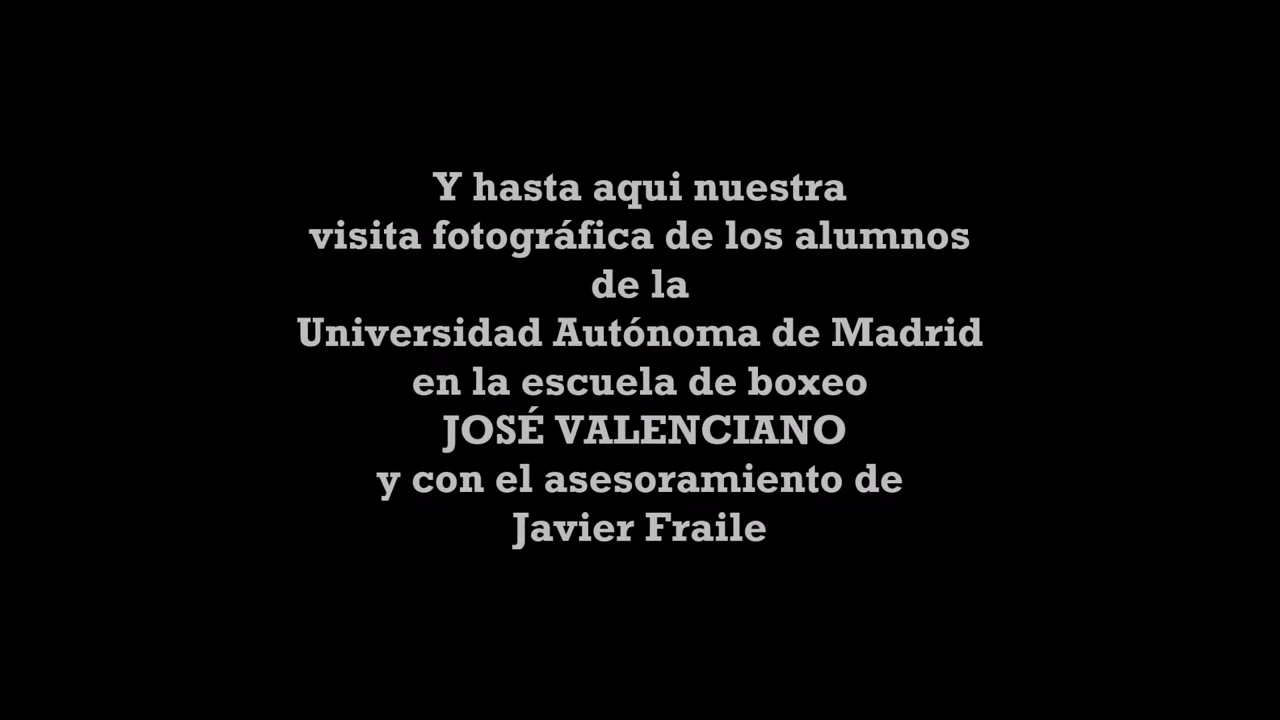 Y hasta aqui nuestra
visita fotográfica de los alumnos
de la
Universidad Autónoma de Madrid
en la escuela de boxeo
JOSÉ VALENCIANO
y con el asesoramiento de
Javier Fraile